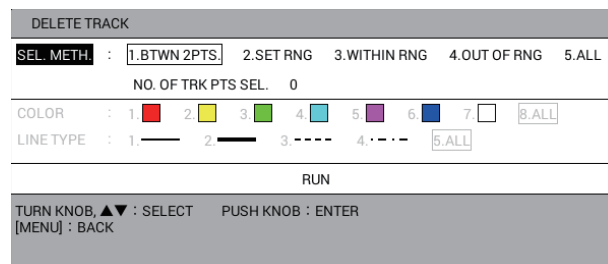 DELETE TRACK
SEL. METH. : 1.BTWN 2PTS. 2.SET RNG 3.WITHIN RNG 4.OUT OF RNG 5.ALL
NO. OF TRK PTS SEL. 0
COLOR : 1. 2. 3. 4. 5. 6. 7. 8.ALL
LINE TYPE : 1. 2. 3. 4. 5.ALL
RUN
TURN KNOB, ▲▼ : SELECT PUSH KNOB : ENTER
[MENU] : BACK